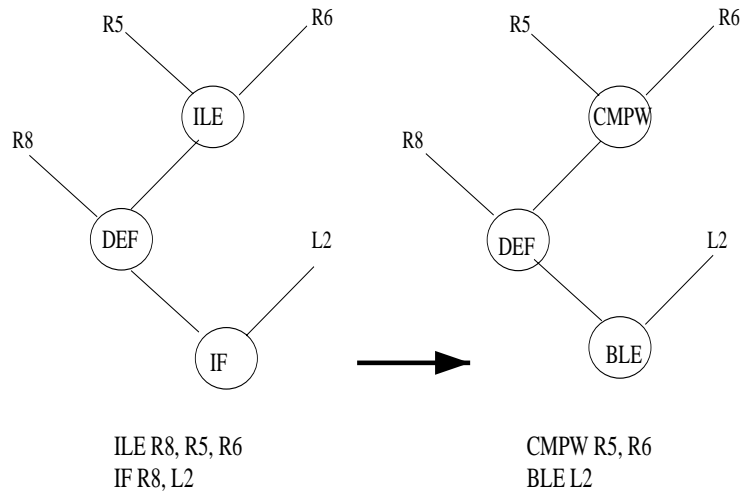 R5 R6 R5 R6
ILE CMPW
R8 R8
DEF L2 DEF L2
IF BLE
ILE R8, R5, R6 CMPW R5, R6
IF R8, L2 BLE L2